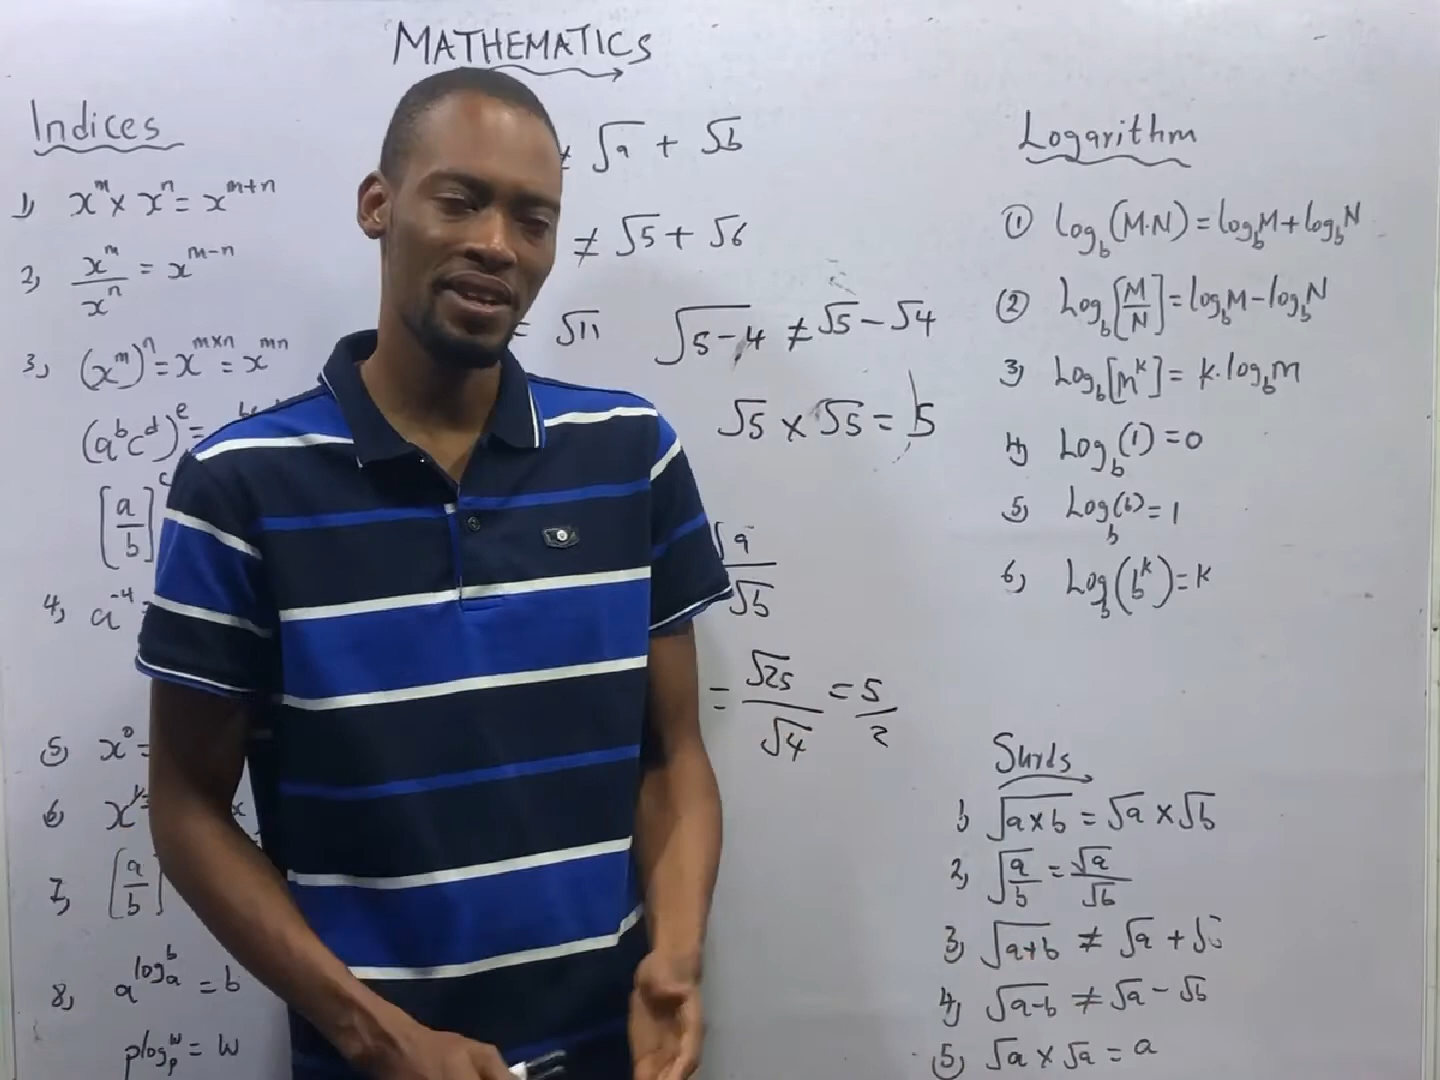 MATHEMATICS
Indices
1) x^m × x^n = x^{m+n}
2) x^m / x^n = x^{m-n}
3) (x^m)^n = x^{m×n} = x^{mn}
(a^b c^d)^e =
[a/b]^c
4) a^{-4} =
5) x^0 =
6) x
7) [a/b]
8) a^{log_a b} = b
p^{log_p w} = w
≠ √a + √b
≠ √5 + √6
= √11
√(5-4) ≠ √5 - √4
√5 × √5 = 5
√a / √b
= √25 / √4 = 5/2
Logarithm
① log_b(M·N) = log_b M + log_b N
② Log_b[M/N] = log_b M - log_b N
3) Log_b[M^k] = k·log_b m
4) Log_b(1) = 0
5) Log_b(b) = 1
6) Log_b(b^k) = k
Surds
1) √(a×b) = √a × √b
2) √(a/b) = √a / √b
3) √(a+b) ≠ √a + √b
4) √(a-b) ≠ √a - √b
⑤ √a × √a = a